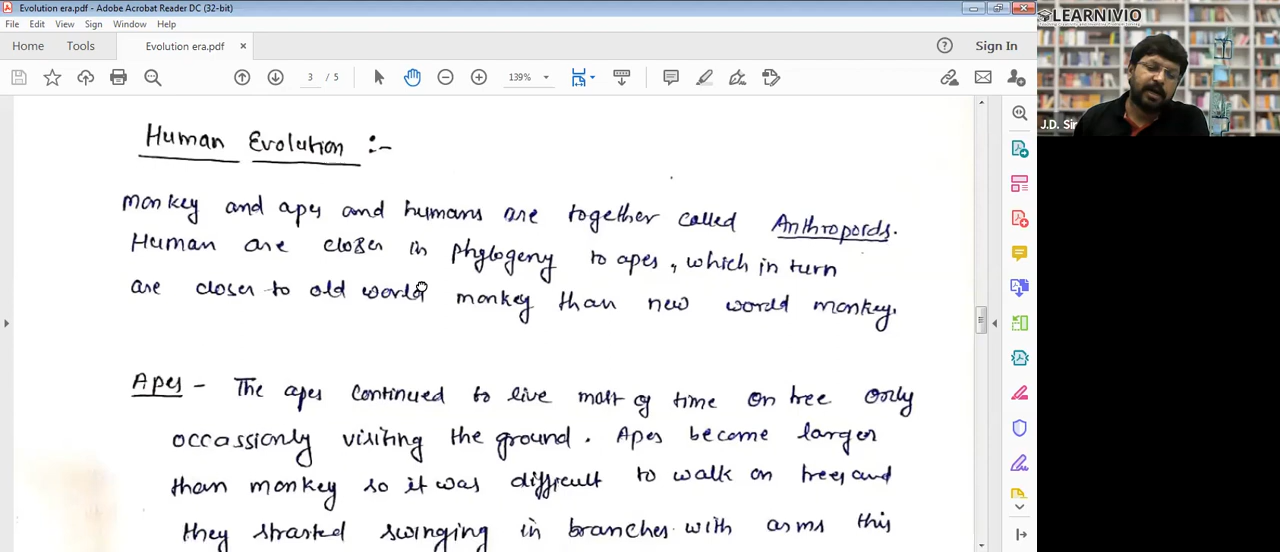 Evolution era.pdf - Adobe Acrobat Reader DC (32-bit)
File Edit View Sign Window Help
Home Tools Evolution era.pdf × Sign In
3 / 5 139%
LEARNIVIO
J.D. Sin
Human Evolution :-
Monkey and apes and humans are together called Anthropords.
Human are closer in phylogeny to apes, which in turn
are closer to old world monkey than new world monkey.
Apes - The apes continued to live most of time on tree only
occassionly visiting the ground. Apes become larger
than monkey so it was difficult to walk on trees and
they strasted swinging in branches with arms this